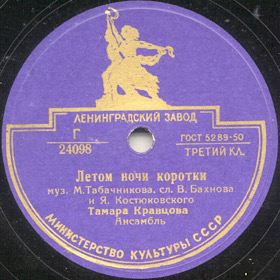 ЛЕНИНГРАДСКИЙ ЗАВОД
Г
24098
ГОСТ 5289-50
ТРЕТИЙ КЛ.
Летом ночи коротки
муз. М. Табачникова, сл. В. Бахнова
и Я. Костюковского
Тамара Кравцова
Ансамбль
МИНИСТЕРСТВО КУЛЬТУРЫ СССР